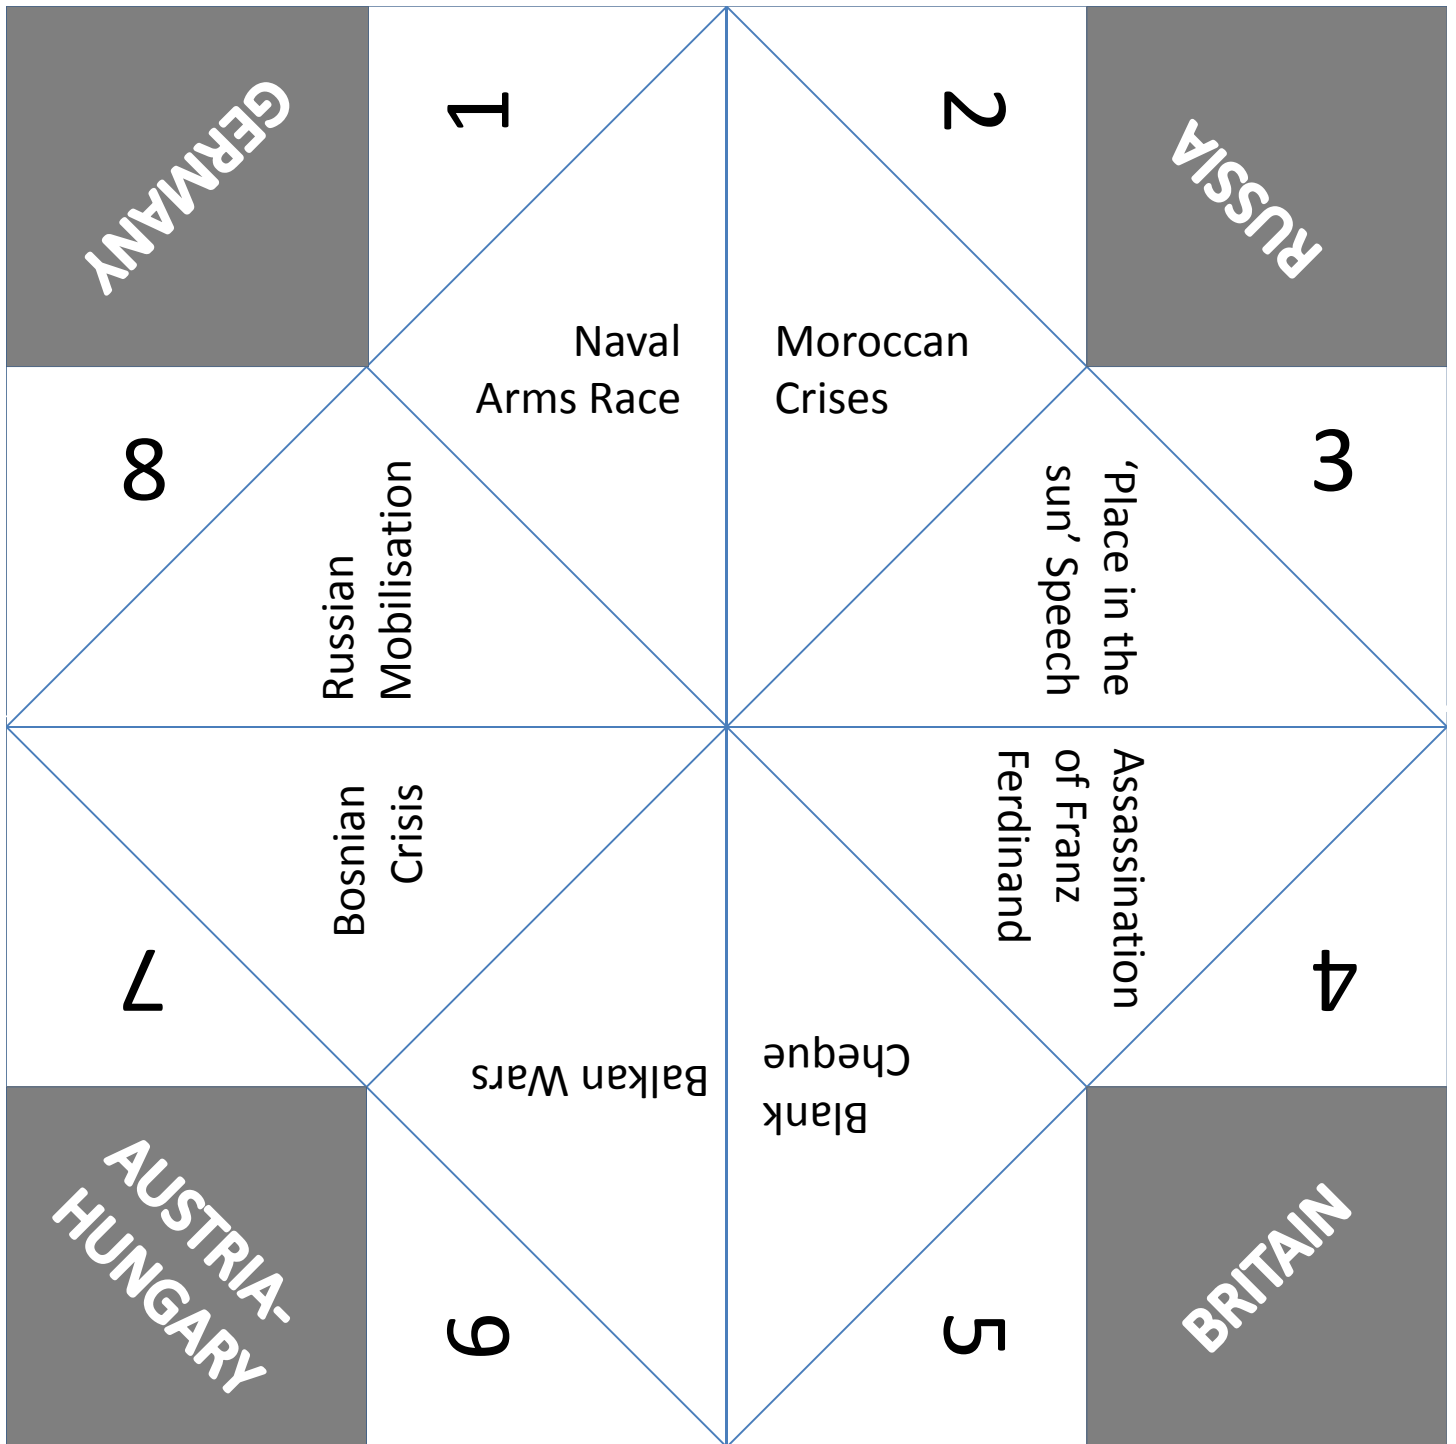 GERMANY
1
2
RUSSIA
Naval
Arms Race
Moroccan
Crises
8
3
Russian
Mobilisation
‘Place in the
sun’ Speech
Bosnian
Crisis
Assassination
of Franz
Ferdinand
7
4
Balkan Wars
Blank
Cheque
AUSTRIA-
HUNGARY
6
5
BRITAIN